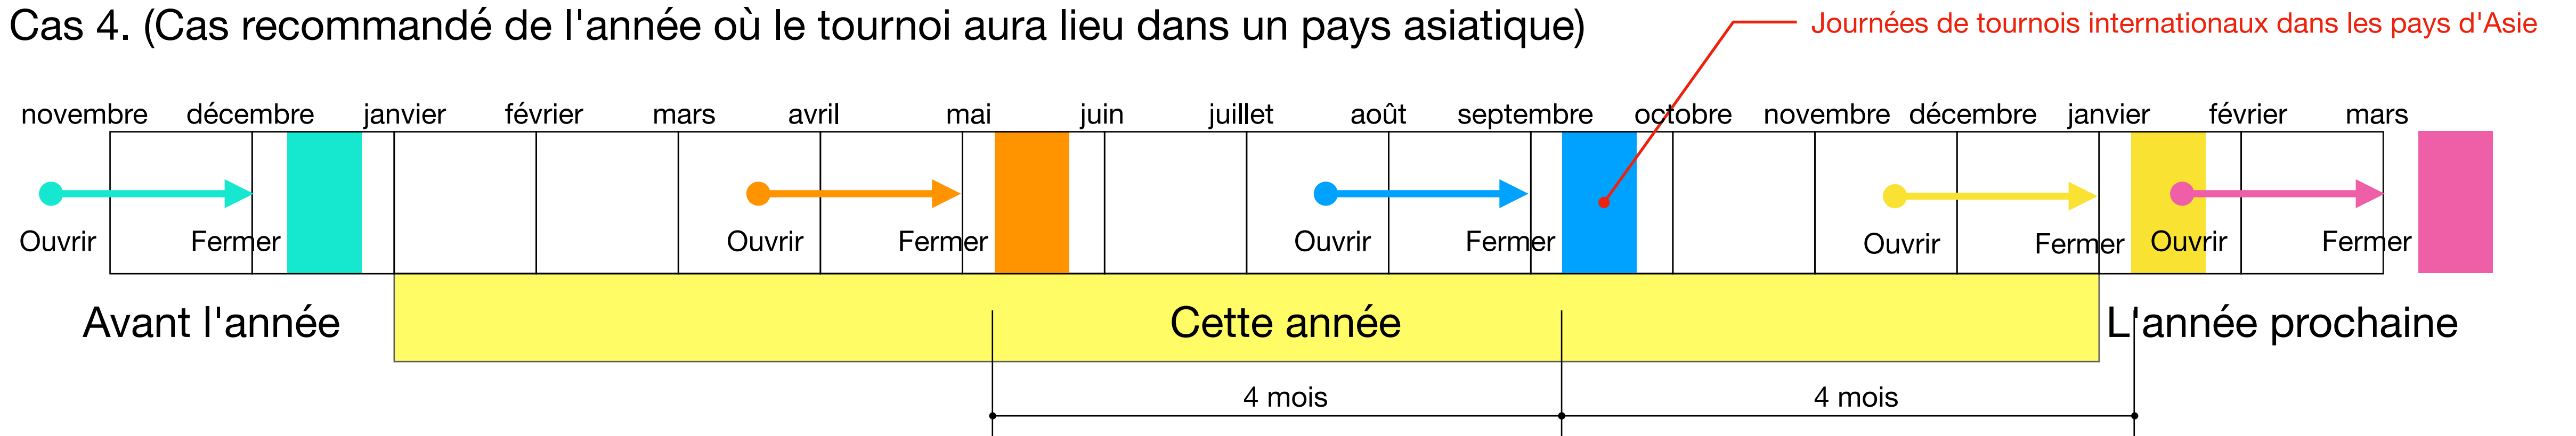 Cas 4. (Cas recommandé de l'année où le tournoi aura lieu dans un pays asiatique)
Journées de tournois internationaux dans les pays d'Asie
novembre décembre janvier février mars avril mai juin juillet août septembre octobre novembre décembre janvier février mars
Ouvrir Fermer Ouvrir Fermer Ouvrir Fermer Ouvrir Fermer Ouvrir Fermer
Avant l'année Cette année L'année prochaine
4 mois 4 mois